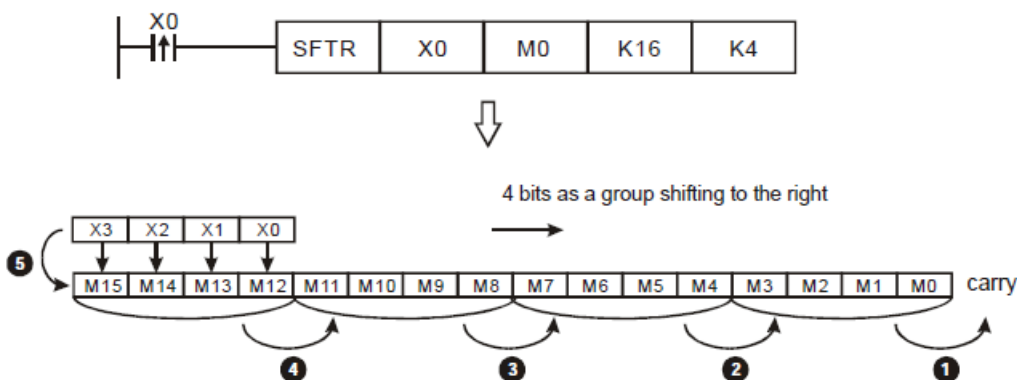 X0
SFTR X0 M0 K16 K4
4 bits as a group shifting to the right
X3 X2 X1 X0
5
M15 M14 M13 M12 M11 M10 M9 M8 M7 M6 M5 M4 M3 M2 M1 M0 carry
4 3 2 1